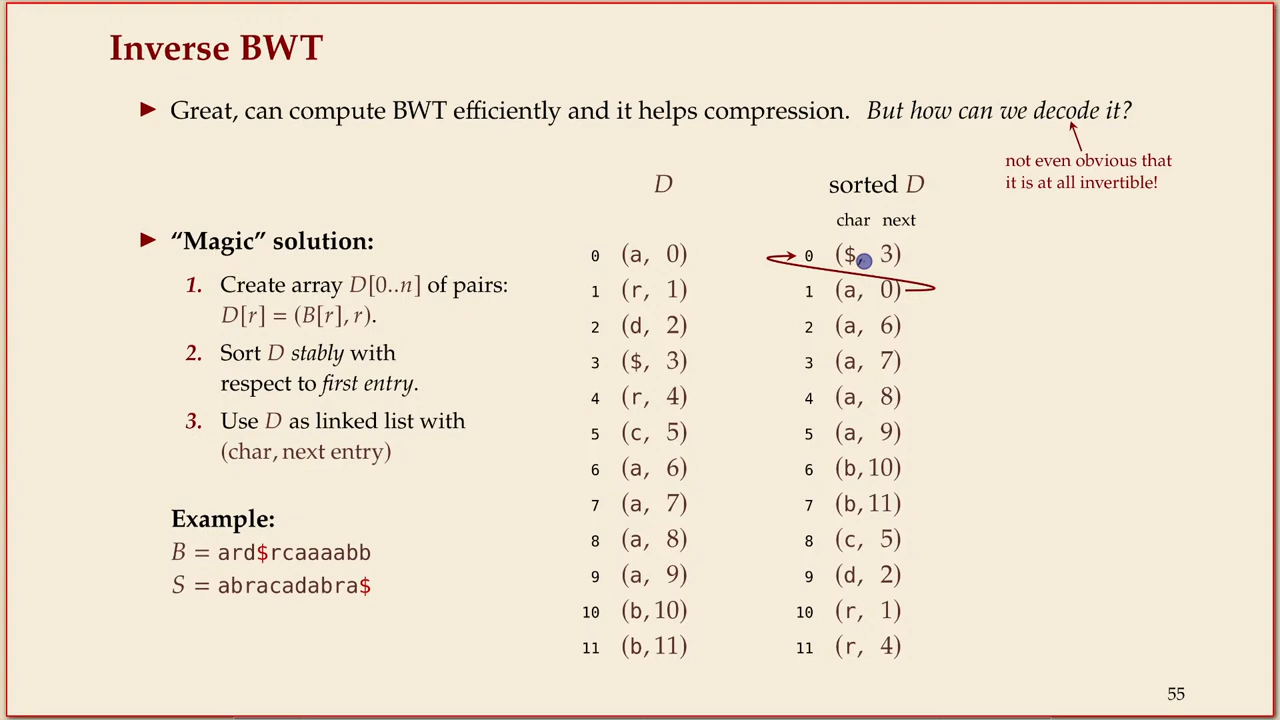 Inverse BWT
▶ Great, can compute BWT efficiently and it helps compression. But how can we decode it?
not even obvious that
it is at all invertible!
D sorted D
char next
▶ “Magic” solution:
1. Create array D[0..n] of pairs:
D[r] = (B[r], r).
2. Sort D stably with
respect to first entry.
3. Use D as linked list with
(char, next entry)
Example:
B = ard$rcaaaabb
S = abracadabra$
0 (a, 0) 0 ($, 3)
1 (r, 1) 1 (a, 0)
2 (d, 2) 2 (a, 6)
3 ($, 3) 3 (a, 7)
4 (r, 4) 4 (a, 8)
5 (c, 5) 5 (a, 9)
6 (a, 6) 6 (b, 10)
7 (a, 7) 7 (b, 11)
8 (a, 8) 8 (c, 5)
9 (a, 9) 9 (d, 2)
10 (b, 10) 10 (r, 1)
11 (b, 11) 11 (r, 4)
55